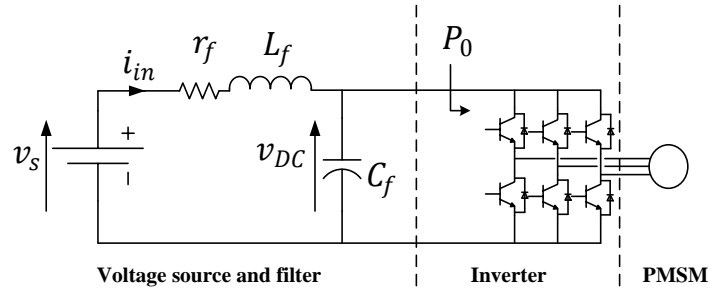 r_f
L_f
P_0
i_in
+
v_s
v_DC
C_f
–
Voltage source and filter
Inverter
PMSM